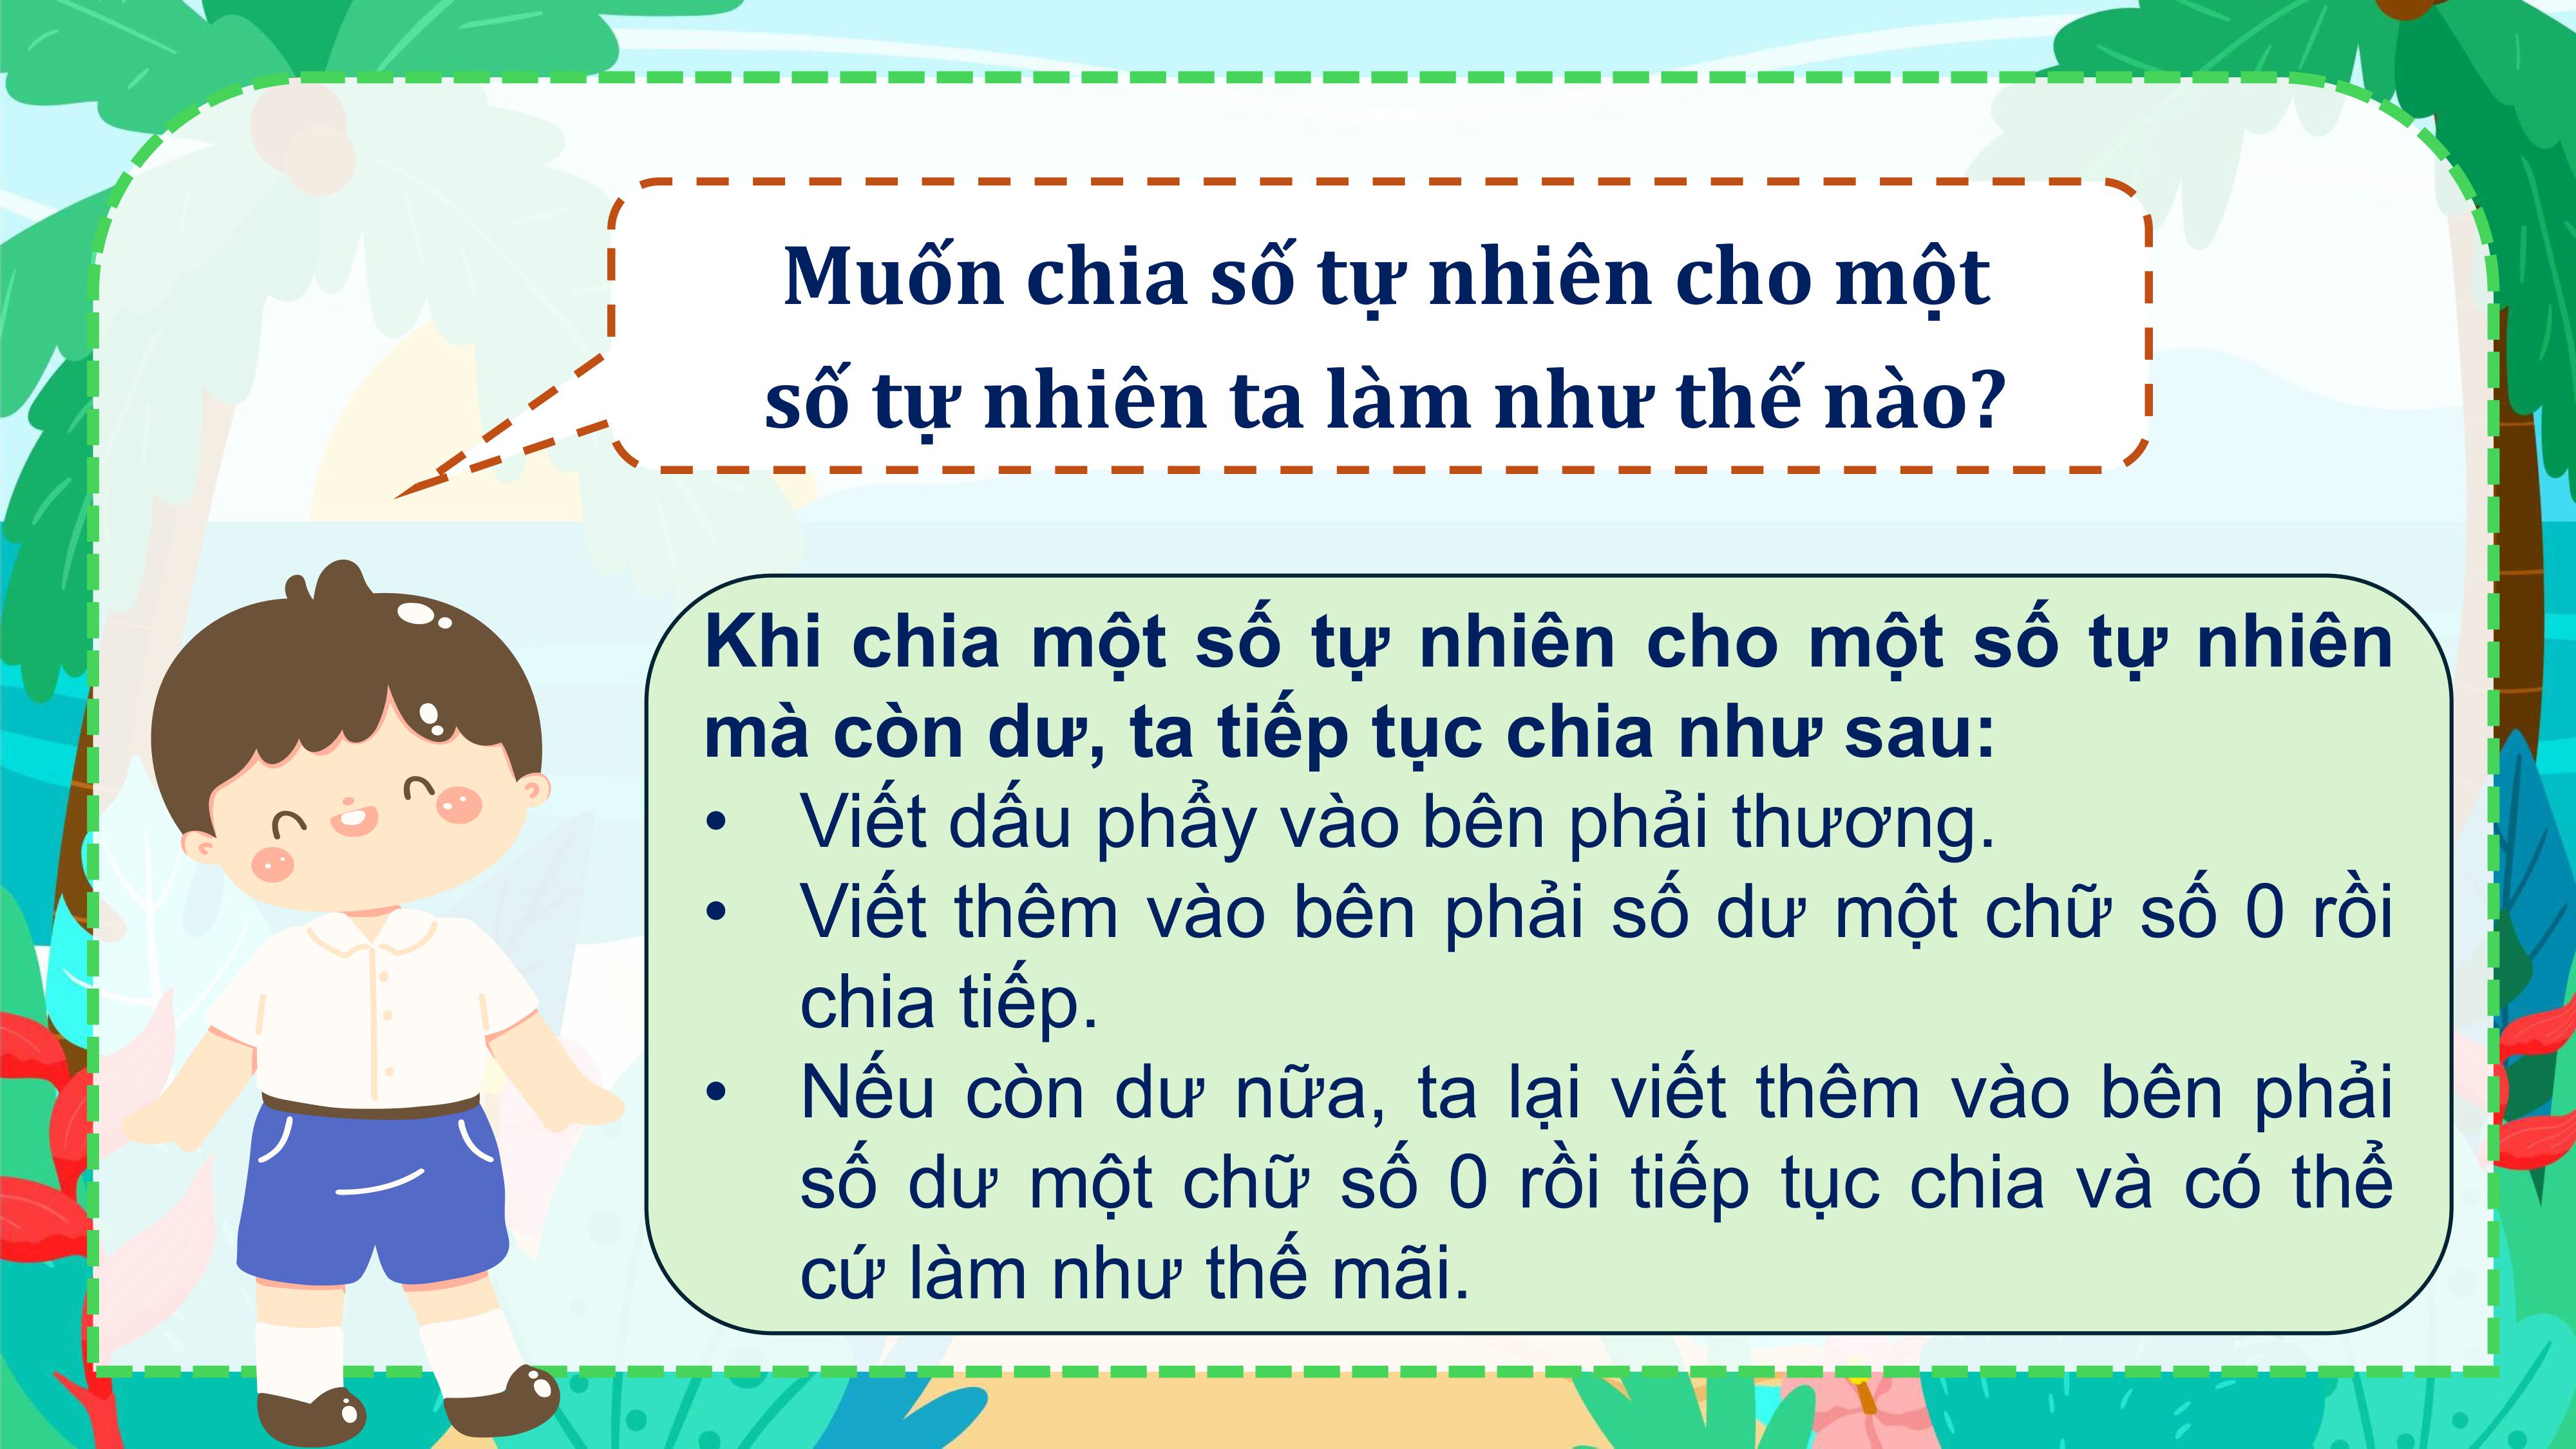 Muốn chia số tự nhiên cho một
số tự nhiên ta làm như thế nào?
Khi chia một số tự nhiên cho một số tự nhiên
mà còn dư, ta tiếp tục chia như sau:
• Viết dấu phẩy vào bên phải thương.
• Viết thêm vào bên phải số dư một chữ số 0 rồi
chia tiếp.
• Nếu còn dư nữa, ta lại viết thêm vào bên phải
số dư một chữ số 0 rồi tiếp tục chia và có thể
cứ làm như thế mãi.